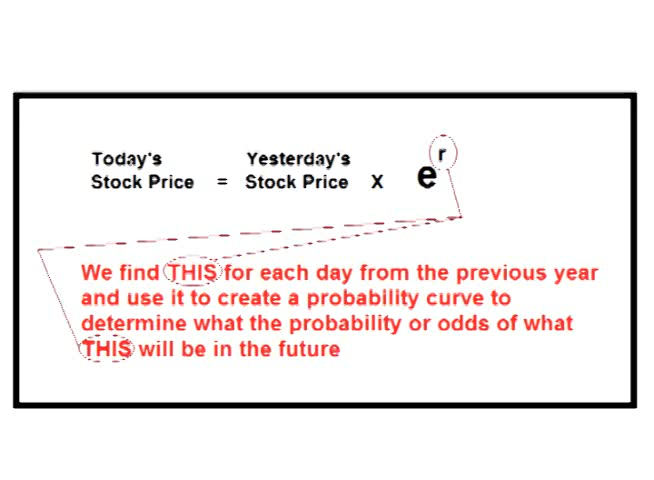 Today's Yesterday's r
Stock Price = Stock Price X e
We find THIS for each day from the previous year
and use it to create a probability curve to
determine what the probability or odds of what
THIS will be in the future